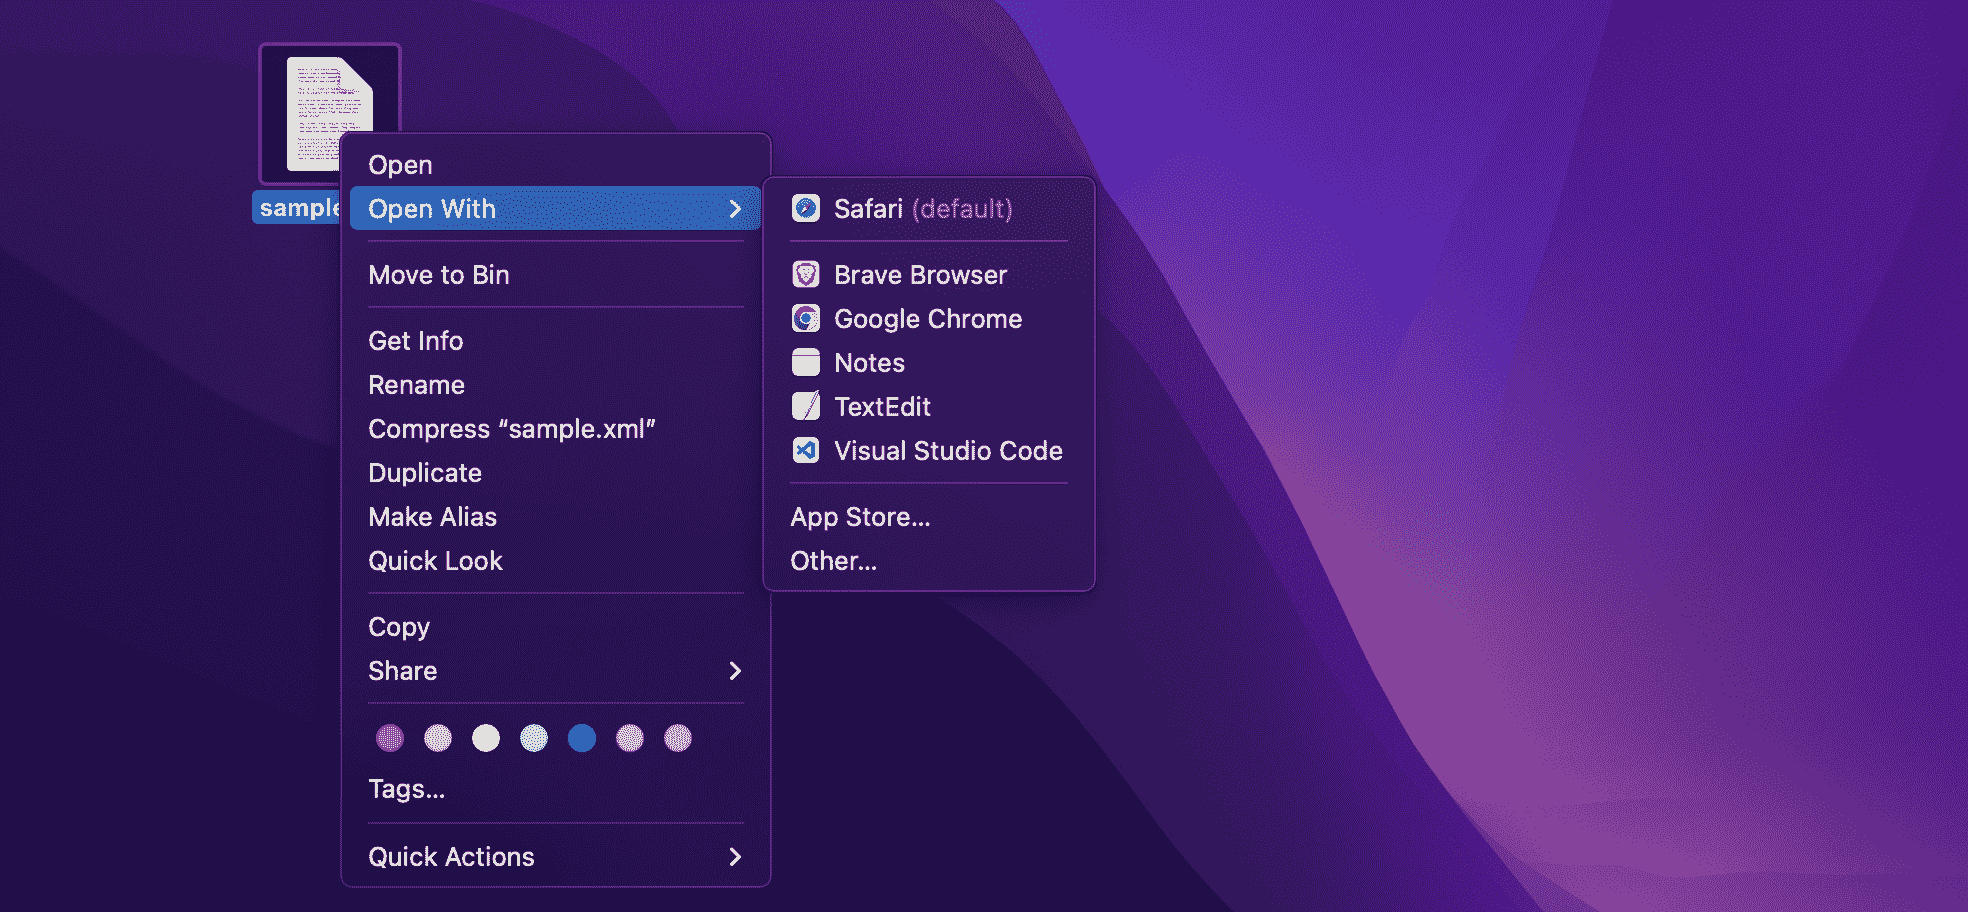 sample
Open
Open With
Move to Bin
Get Info
Rename
Compress “sample.xml”
Duplicate
Make Alias
Quick Look
Copy
Share
Tags...
Quick Actions
Safari (default)
Brave Browser
Google Chrome
Notes
TextEdit
Visual Studio Code
App Store...
Other...